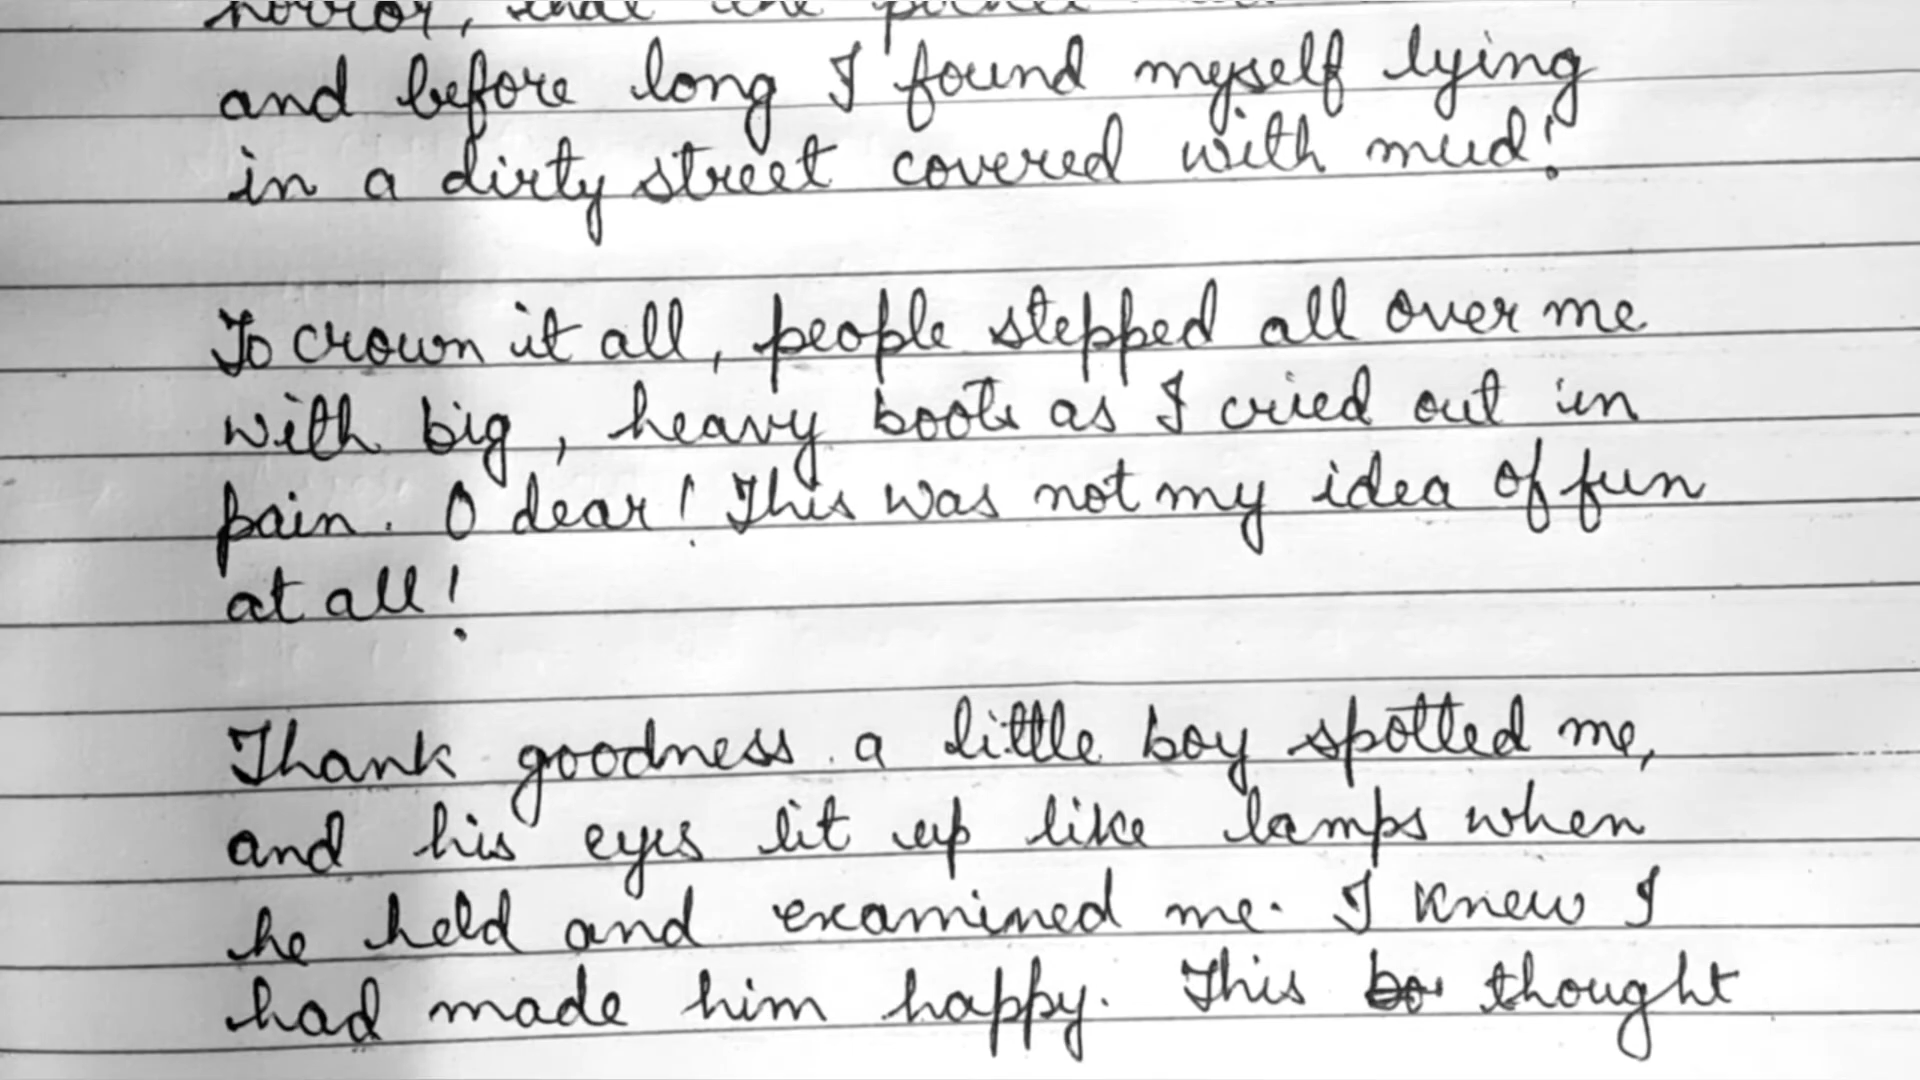 horror, that the
and before long I found myself lying
in a dirty street covered with mud!
To crown it all, people stepped all over me
with big, heavy boots as I cried out in
pain. O dear! This was not my idea of fun
at all!
Thank goodness a little boy spotted me,
and his eyes lit up like lamps when
he held and examined me. I knew I
had made him happy. This thought